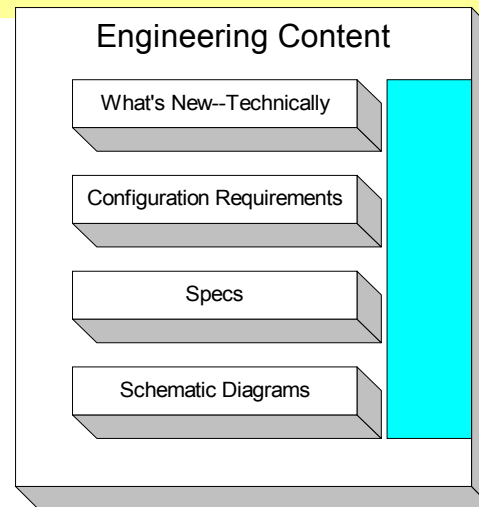 Engineering Content
What's New--Technically
Configuration Requirements
Specs
Schematic Diagrams